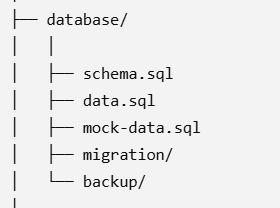 ├── database/
│   │
│   ├── schema.sql
│   ├── data.sql
│   ├── mock-data.sql
│   ├── migration/
│   └── backup/
│